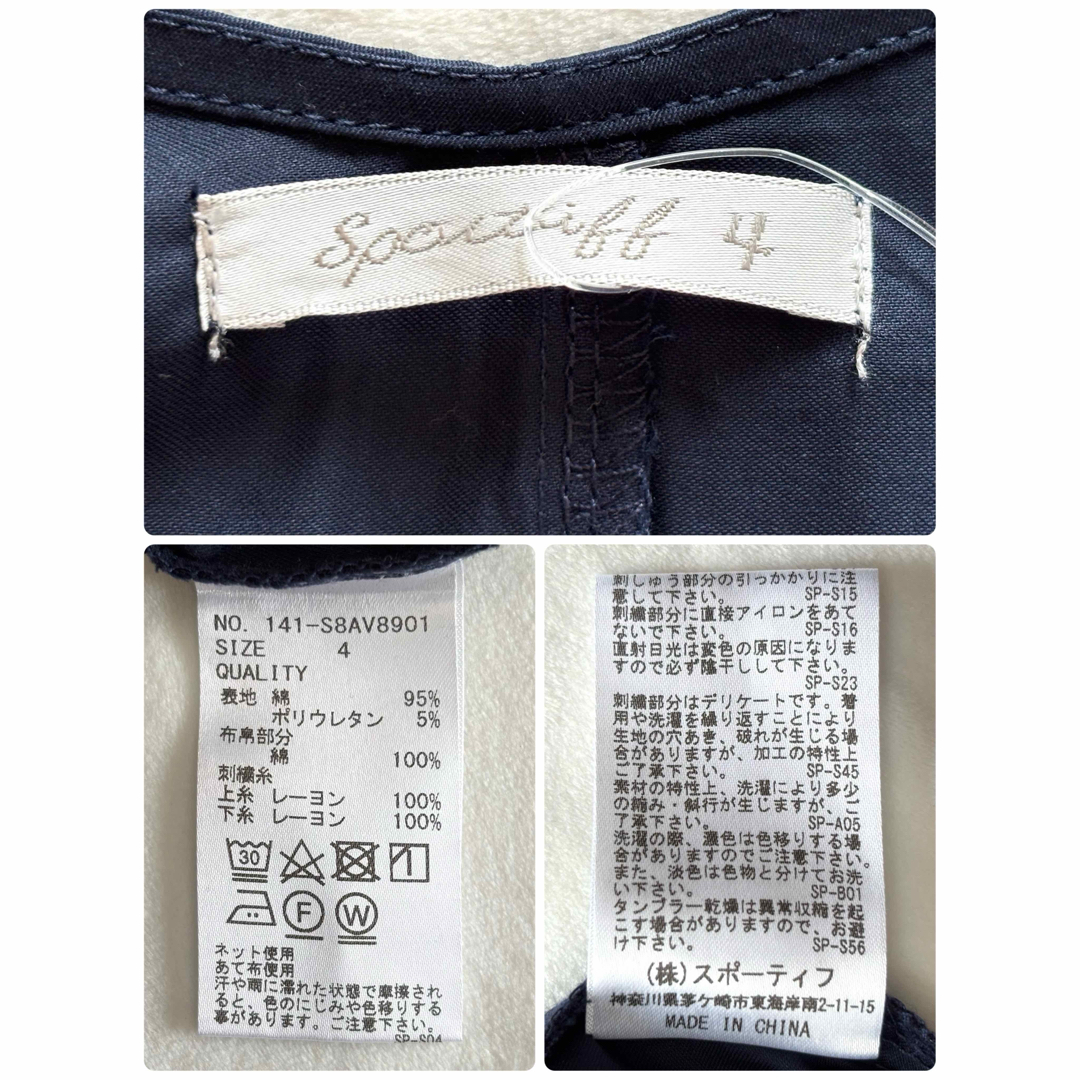 Spoutiff 4
NO. 141-S8AV8901
SIZE 4
QUALITY
表地 綿 95%
ポリウレタン 5%
布帛部分
綿 100%
刺繍糸
上糸 レーヨン 100%
下糸 レーヨン 100%
30
F W
ネット使用
あて布使用
汗や雨に濡れた状態で摩擦され
ると、色のにじみや色移りする
事があります。ご注意下さい。
SP-S04
刺しゅう部分の引っかかりに注
意して下さい。 SP-S15
刺繍部分に直接アイロンをあて
ないで下さい。 SP-S16
直射日光は変色の原因になりま
すので必ず陰干しして下さい。
SP-S23
刺繍部分はデリケートです。着
用や洗濯を繰り返すことにより
生地の穴あき、破れが生じる場
合がありますが、加工の特性上
ご了承下さい。 SP-S45
素材の特性上、洗濯により多少
の縮み・斜行が生じますが、ご
了承下さい。 SP-A05
洗濯の際、濃色は色移りする場
合がありますのでご注意下さい。
また、淡色は色物と分けてお洗
い下さい。 SP-B01
タンブラー乾燥は異常収縮を起
こす場合がありますので、お避
け下さい。 SP-S56
(株)スポーティフ
神奈川県茅ケ崎市東海岸南2-11-15
MADE IN CHINA